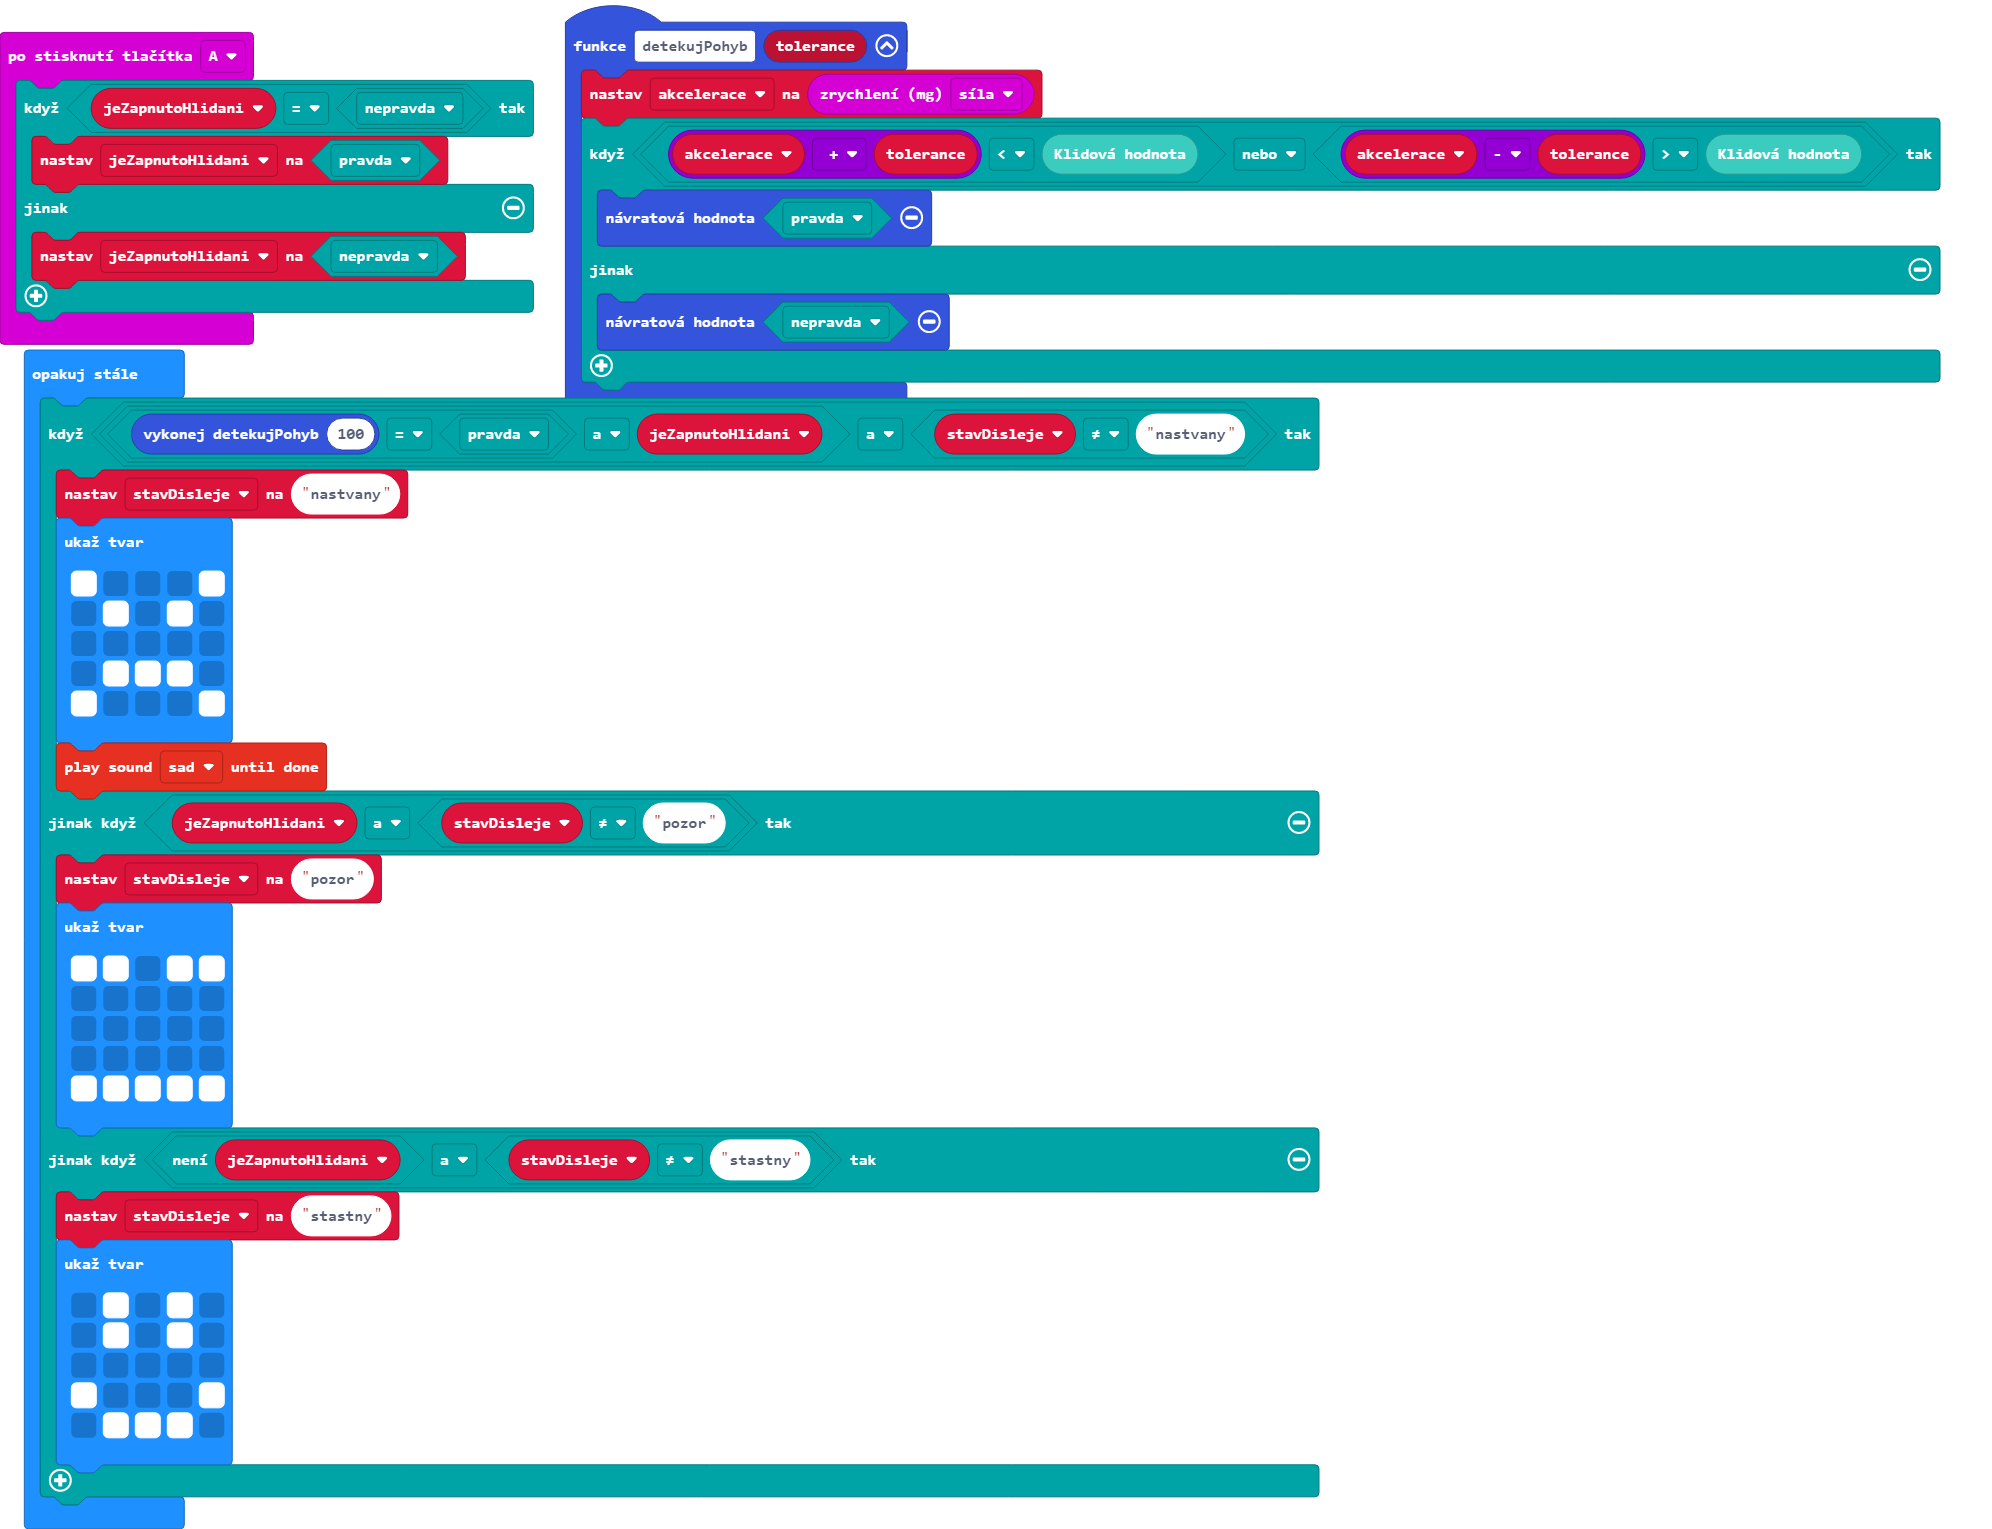 po stisknutí tlačítka A
když jeZapnutoHlidani = nepravda tak
nastav jeZapnutoHlidani na pravda
jinak
nastav jeZapnutoHlidani na nepravda
funkce detekujPohyb tolerance
nastav akcelerace na zrychlení (mg) síla
když akcelerace + tolerance < Klidová hodnota nebo akcelerace - tolerance > Klidová hodnota tak
návratová hodnota pravda
jinak
návratová hodnota nepravda
opakuj stále
když vykonej detekujPohyb 100 = pravda a jeZapnutoHlidani a stavDisleje ≠ "nastvany" tak
nastav stavDisleje na "nastvany"
ukaž tvar
play sound sad until done
jinak když jeZapnutoHlidani a stavDisleje ≠ "pozor" tak
nastav stavDisleje na "pozor"
ukaž tvar
jinak když není jeZapnutoHlidani a stavDisleje ≠ "stastny" tak
nastav stavDisleje na "stastny"
ukaž tvar